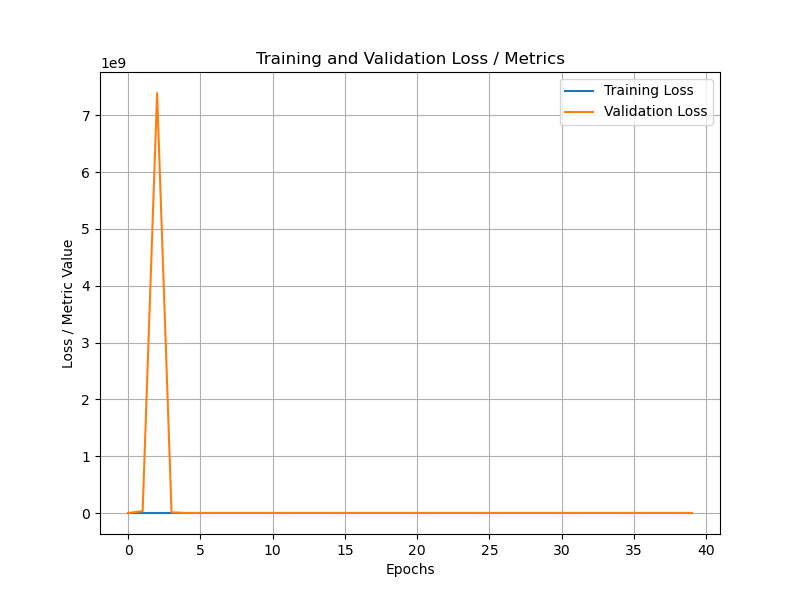 Training and Validation Loss / Metrics
1e9
Training Loss
Validation Loss
7
6
5
4
3
2
1
0
Loss / Metric Value
0 5 10 15 20 25 30 35 40
Epochs